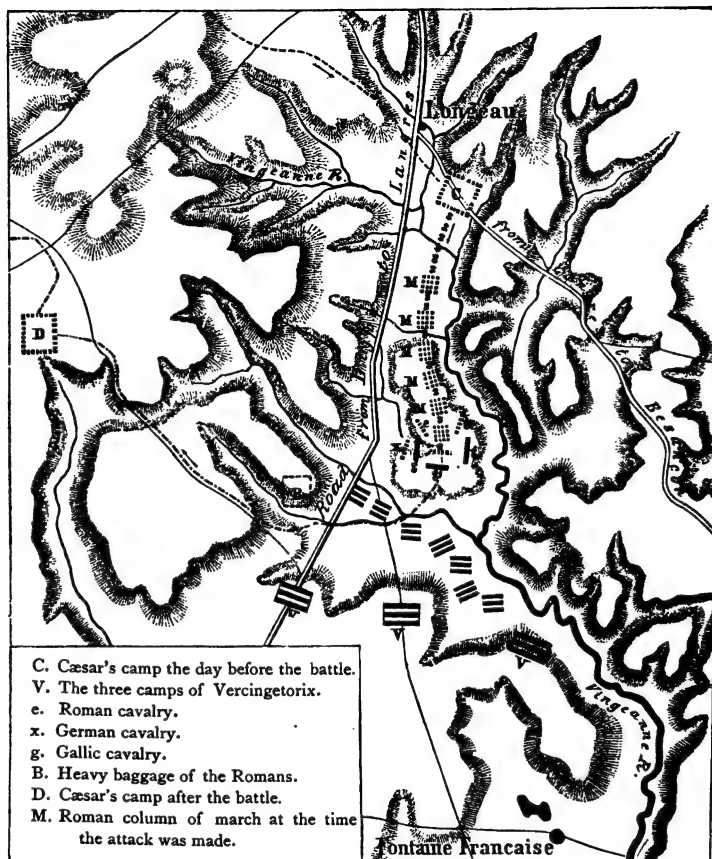 Longeau
Langres
Vingeanne R.
from to Besancon
M
M
M
M
M
D
B
Road
V
V
Vingeanne R.
Fontaine Francaise
C. Cæsar's camp the day before the battle.
V. The three camps of Vercingetorix.
e. Roman cavalry.
x. German cavalry.
g. Gallic cavalry.
B. Heavy baggage of the Romans.
D. Cæsar's camp after the battle.
M. Roman column of march at the time
the attack was made.